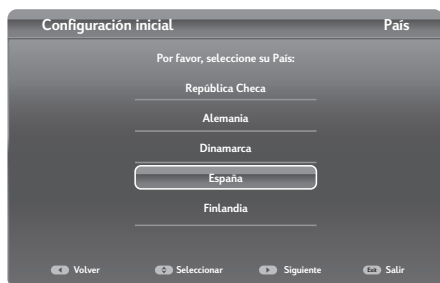 Configuración inicial País
Por favor, seleccione su País:
República Checa
Alemania
Dinamarca
España
Finlandia
Volver Seleccionar Siguiente Exit Salir